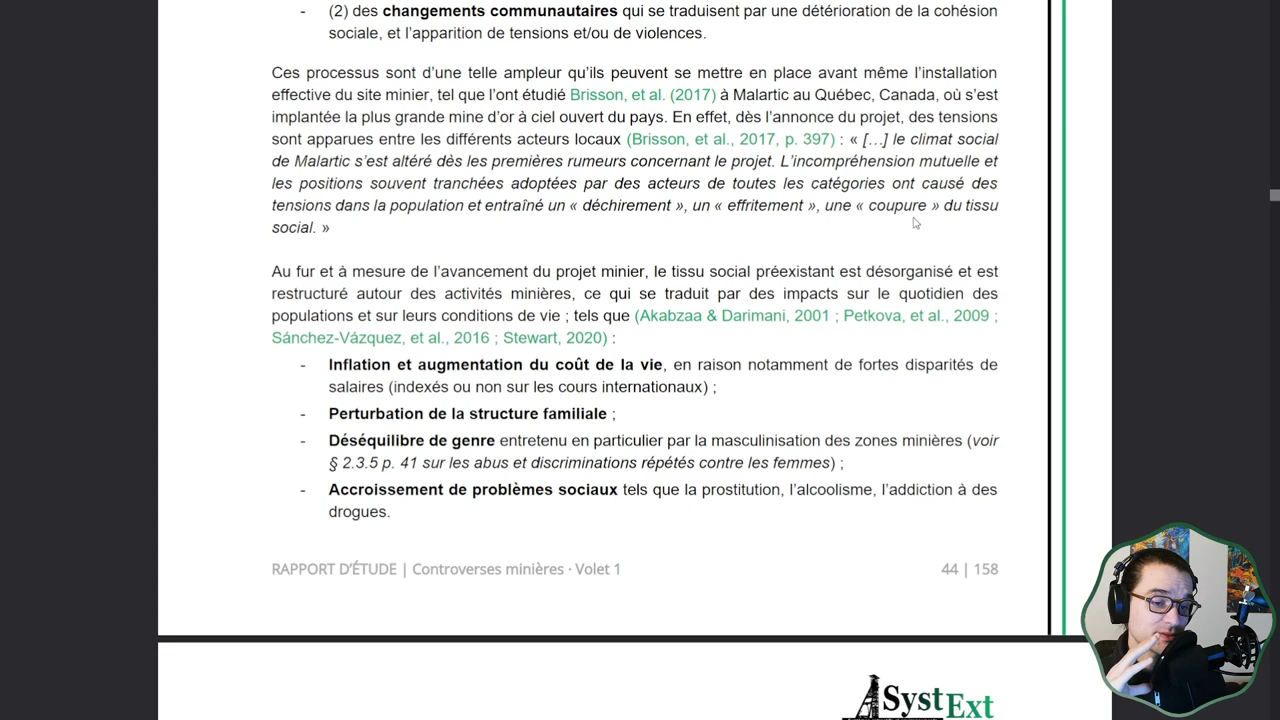 - (2) des changements communautaires qui se traduisent par une détérioration de la cohésion
sociale, et l'apparition de tensions et/ou de violences.
Ces processus sont d'une telle ampleur qu'ils peuvent se mettre en place avant même l'installation
effective du site minier, tel que l'ont étudié Brisson, et al. (2017) à Malartic au Québec, Canada, où s'est
implantée la plus grande mine d'or à ciel ouvert du pays. En effet, dès l'annonce du projet, des tensions
sont apparues entre les différents acteurs locaux (Brisson, et al., 2017, p. 397) : « […] le climat social
de Malartic s'est altéré dès les premières rumeurs concernant le projet. L'incompréhension mutuelle et
les positions souvent tranchées adoptées par des acteurs de toutes les catégories ont causé des
tensions dans la population et entraîné un « déchirement », un « effritement », une « coupure » du tissu
social. »
Au fur et à mesure de l'avancement du projet minier, le tissu social préexistant est désorganisé et est
restructuré autour des activités minières, ce qui se traduit par des impacts sur le quotidien des
populations et sur leurs conditions de vie ; tels que (Akabzaa & Darimani, 2001 ; Petkova, et al., 2009 ;
Sánchez-Vázquez, et al., 2016 ; Stewart, 2020) :
- Inflation et augmentation du coût de la vie, en raison notamment de fortes disparités de
salaires (indexés ou non sur les cours internationaux) ;
- Perturbation de la structure familiale ;
- Déséquilibre de genre entretenu en particulier par la masculinisation des zones minières (voir
§ 2.3.5 p. 41 sur les abus et discriminations répétés contre les femmes) ;
- Accroissement de problèmes sociaux tels que la prostitution, l'alcoolisme, l'addiction à des
drogues.
RAPPORT D'ÉTUDE | Controverses minières · Volet 1
44 | 158
SystExt